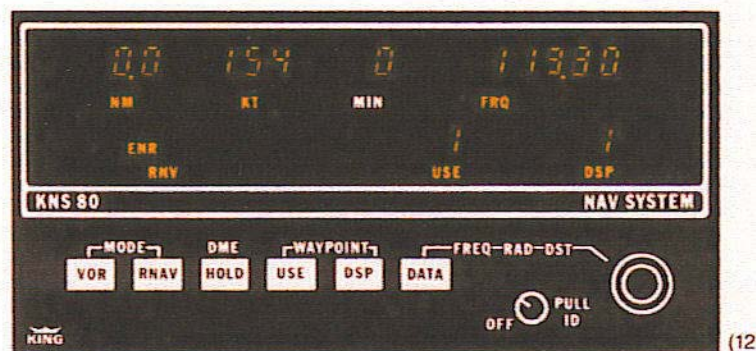 0.0 154 0 113.30
NM KT MIN FRQ
ENR 1 1
RNV USE DSP
KNS 80 NAV SYSTEM
MODE DME WAYPOINT FREQ-RAD-DST
VOR RNAV HOLD USE DSP DATA
OFF PULL ID
KING
(12